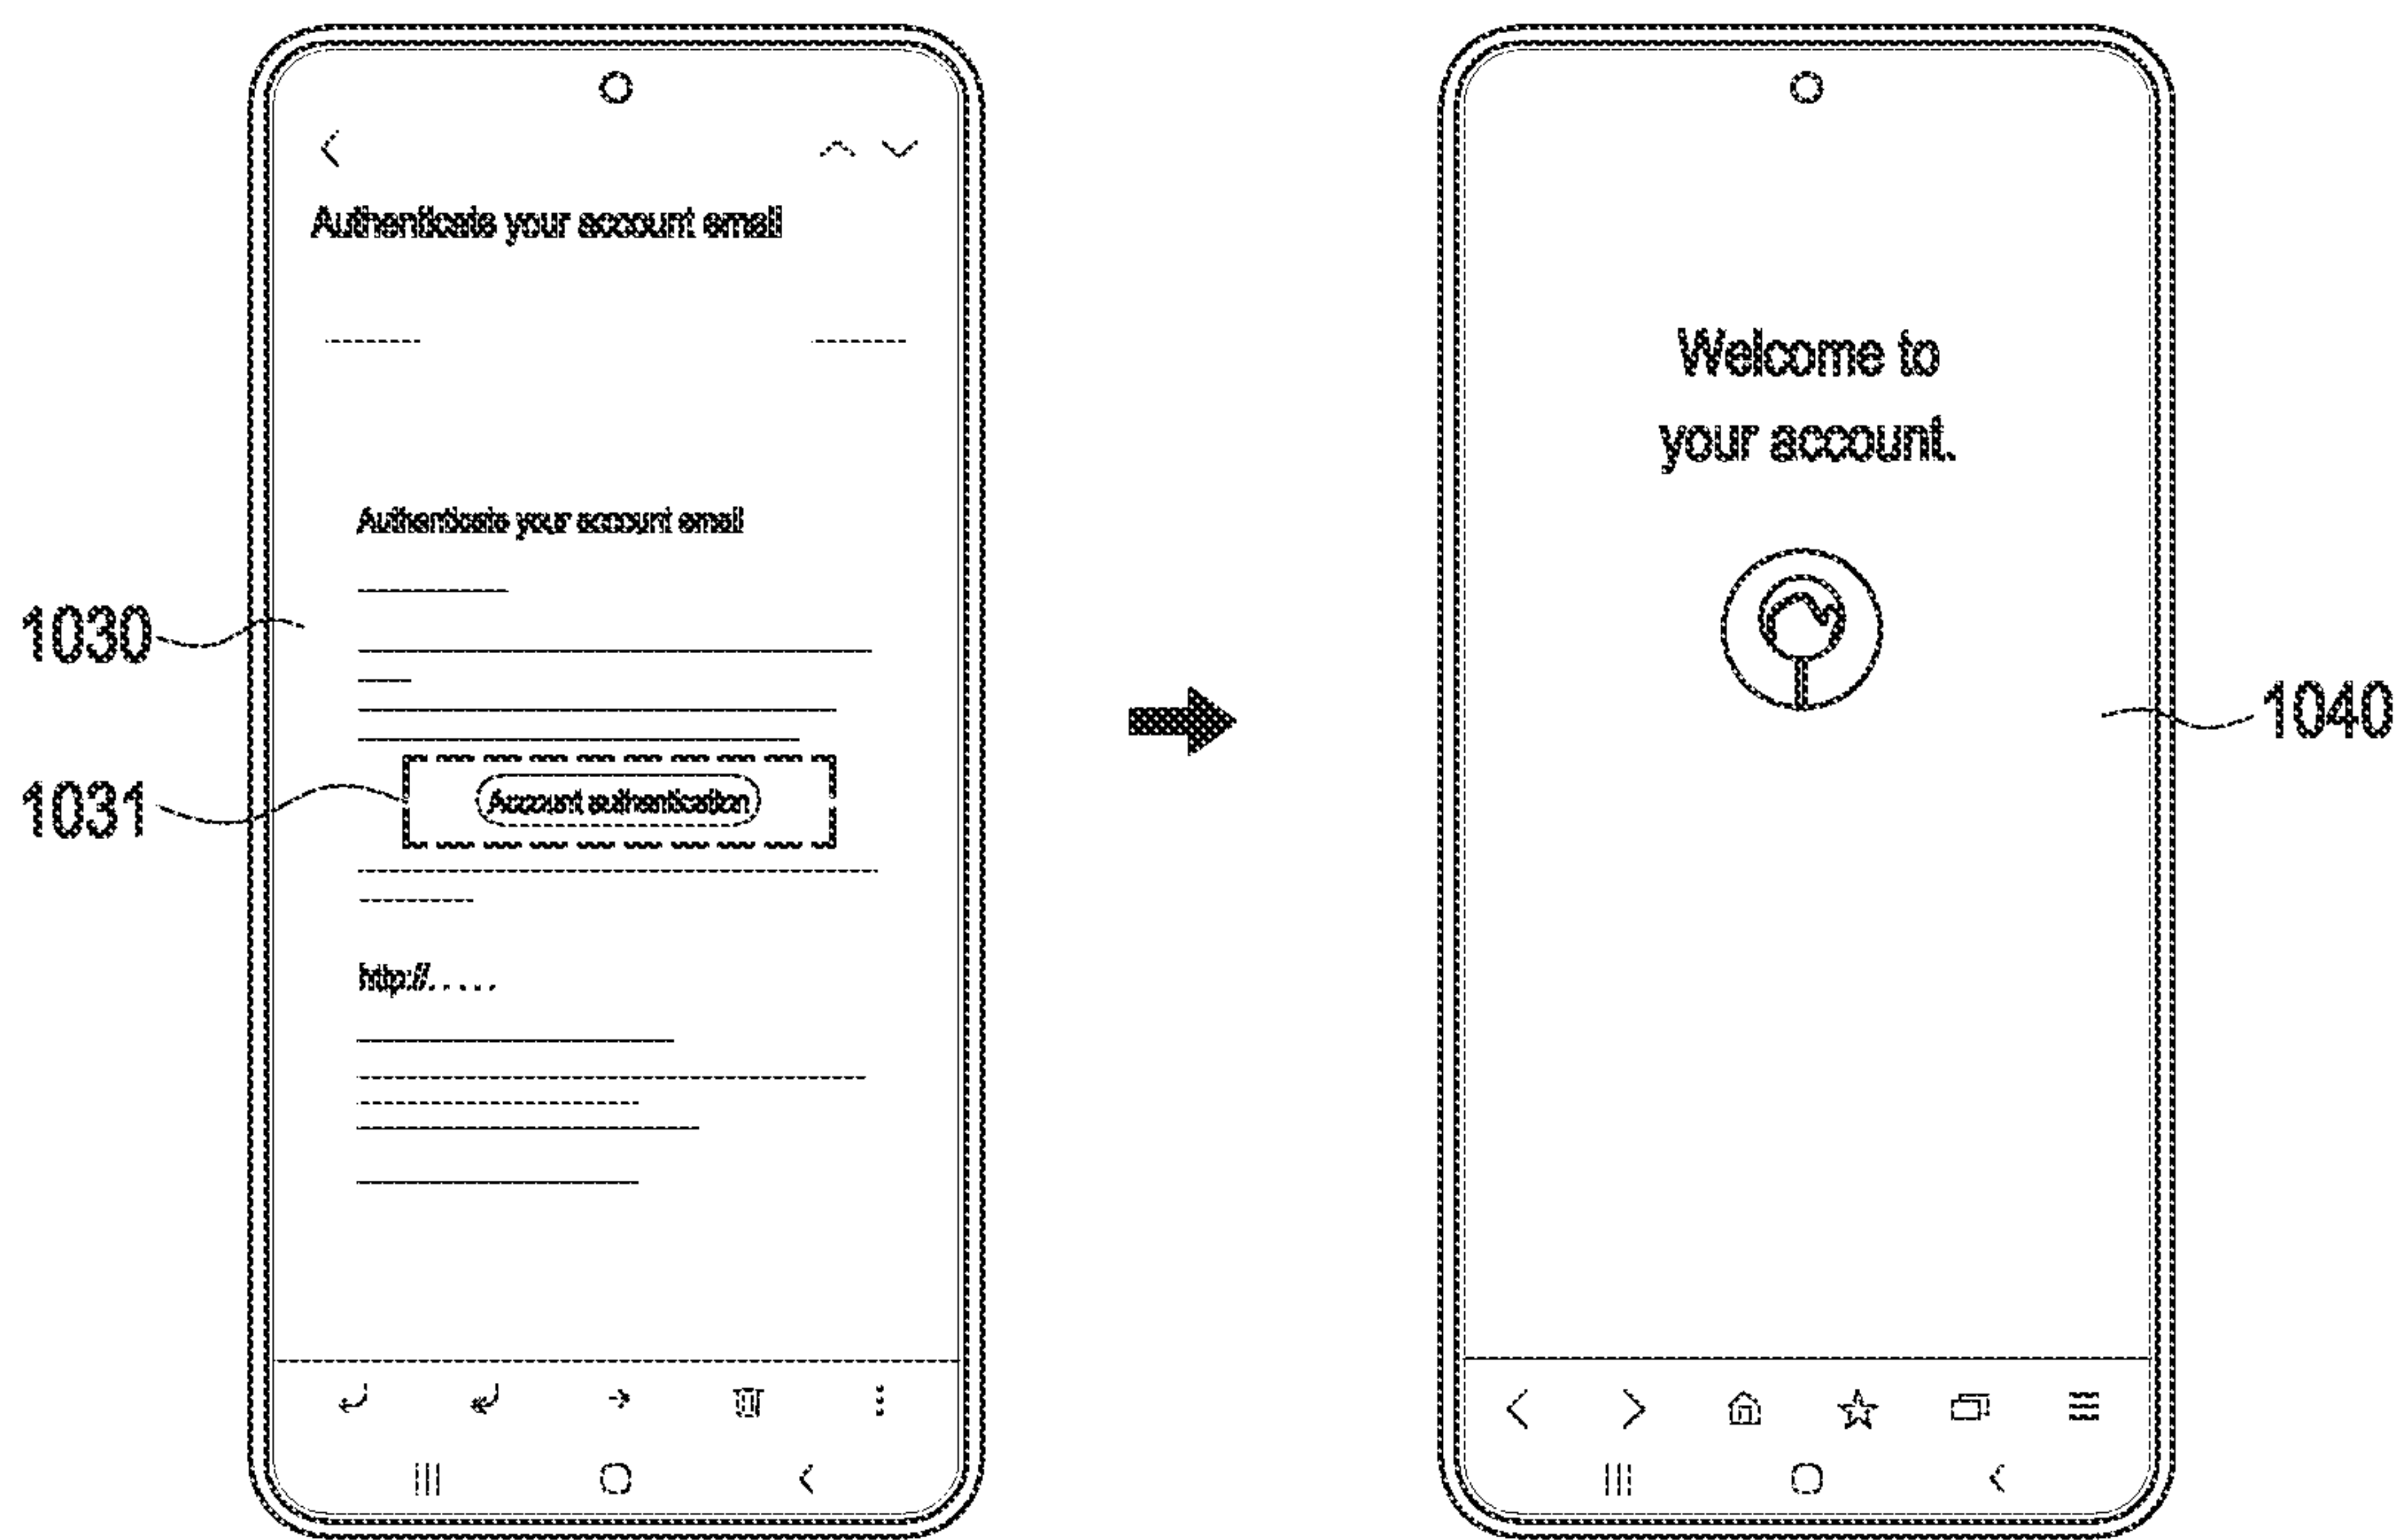 Authenticate your account email
Authenticate your account email
1030
1031
Account authentication
http://.....
Welcome to
your account.
1040